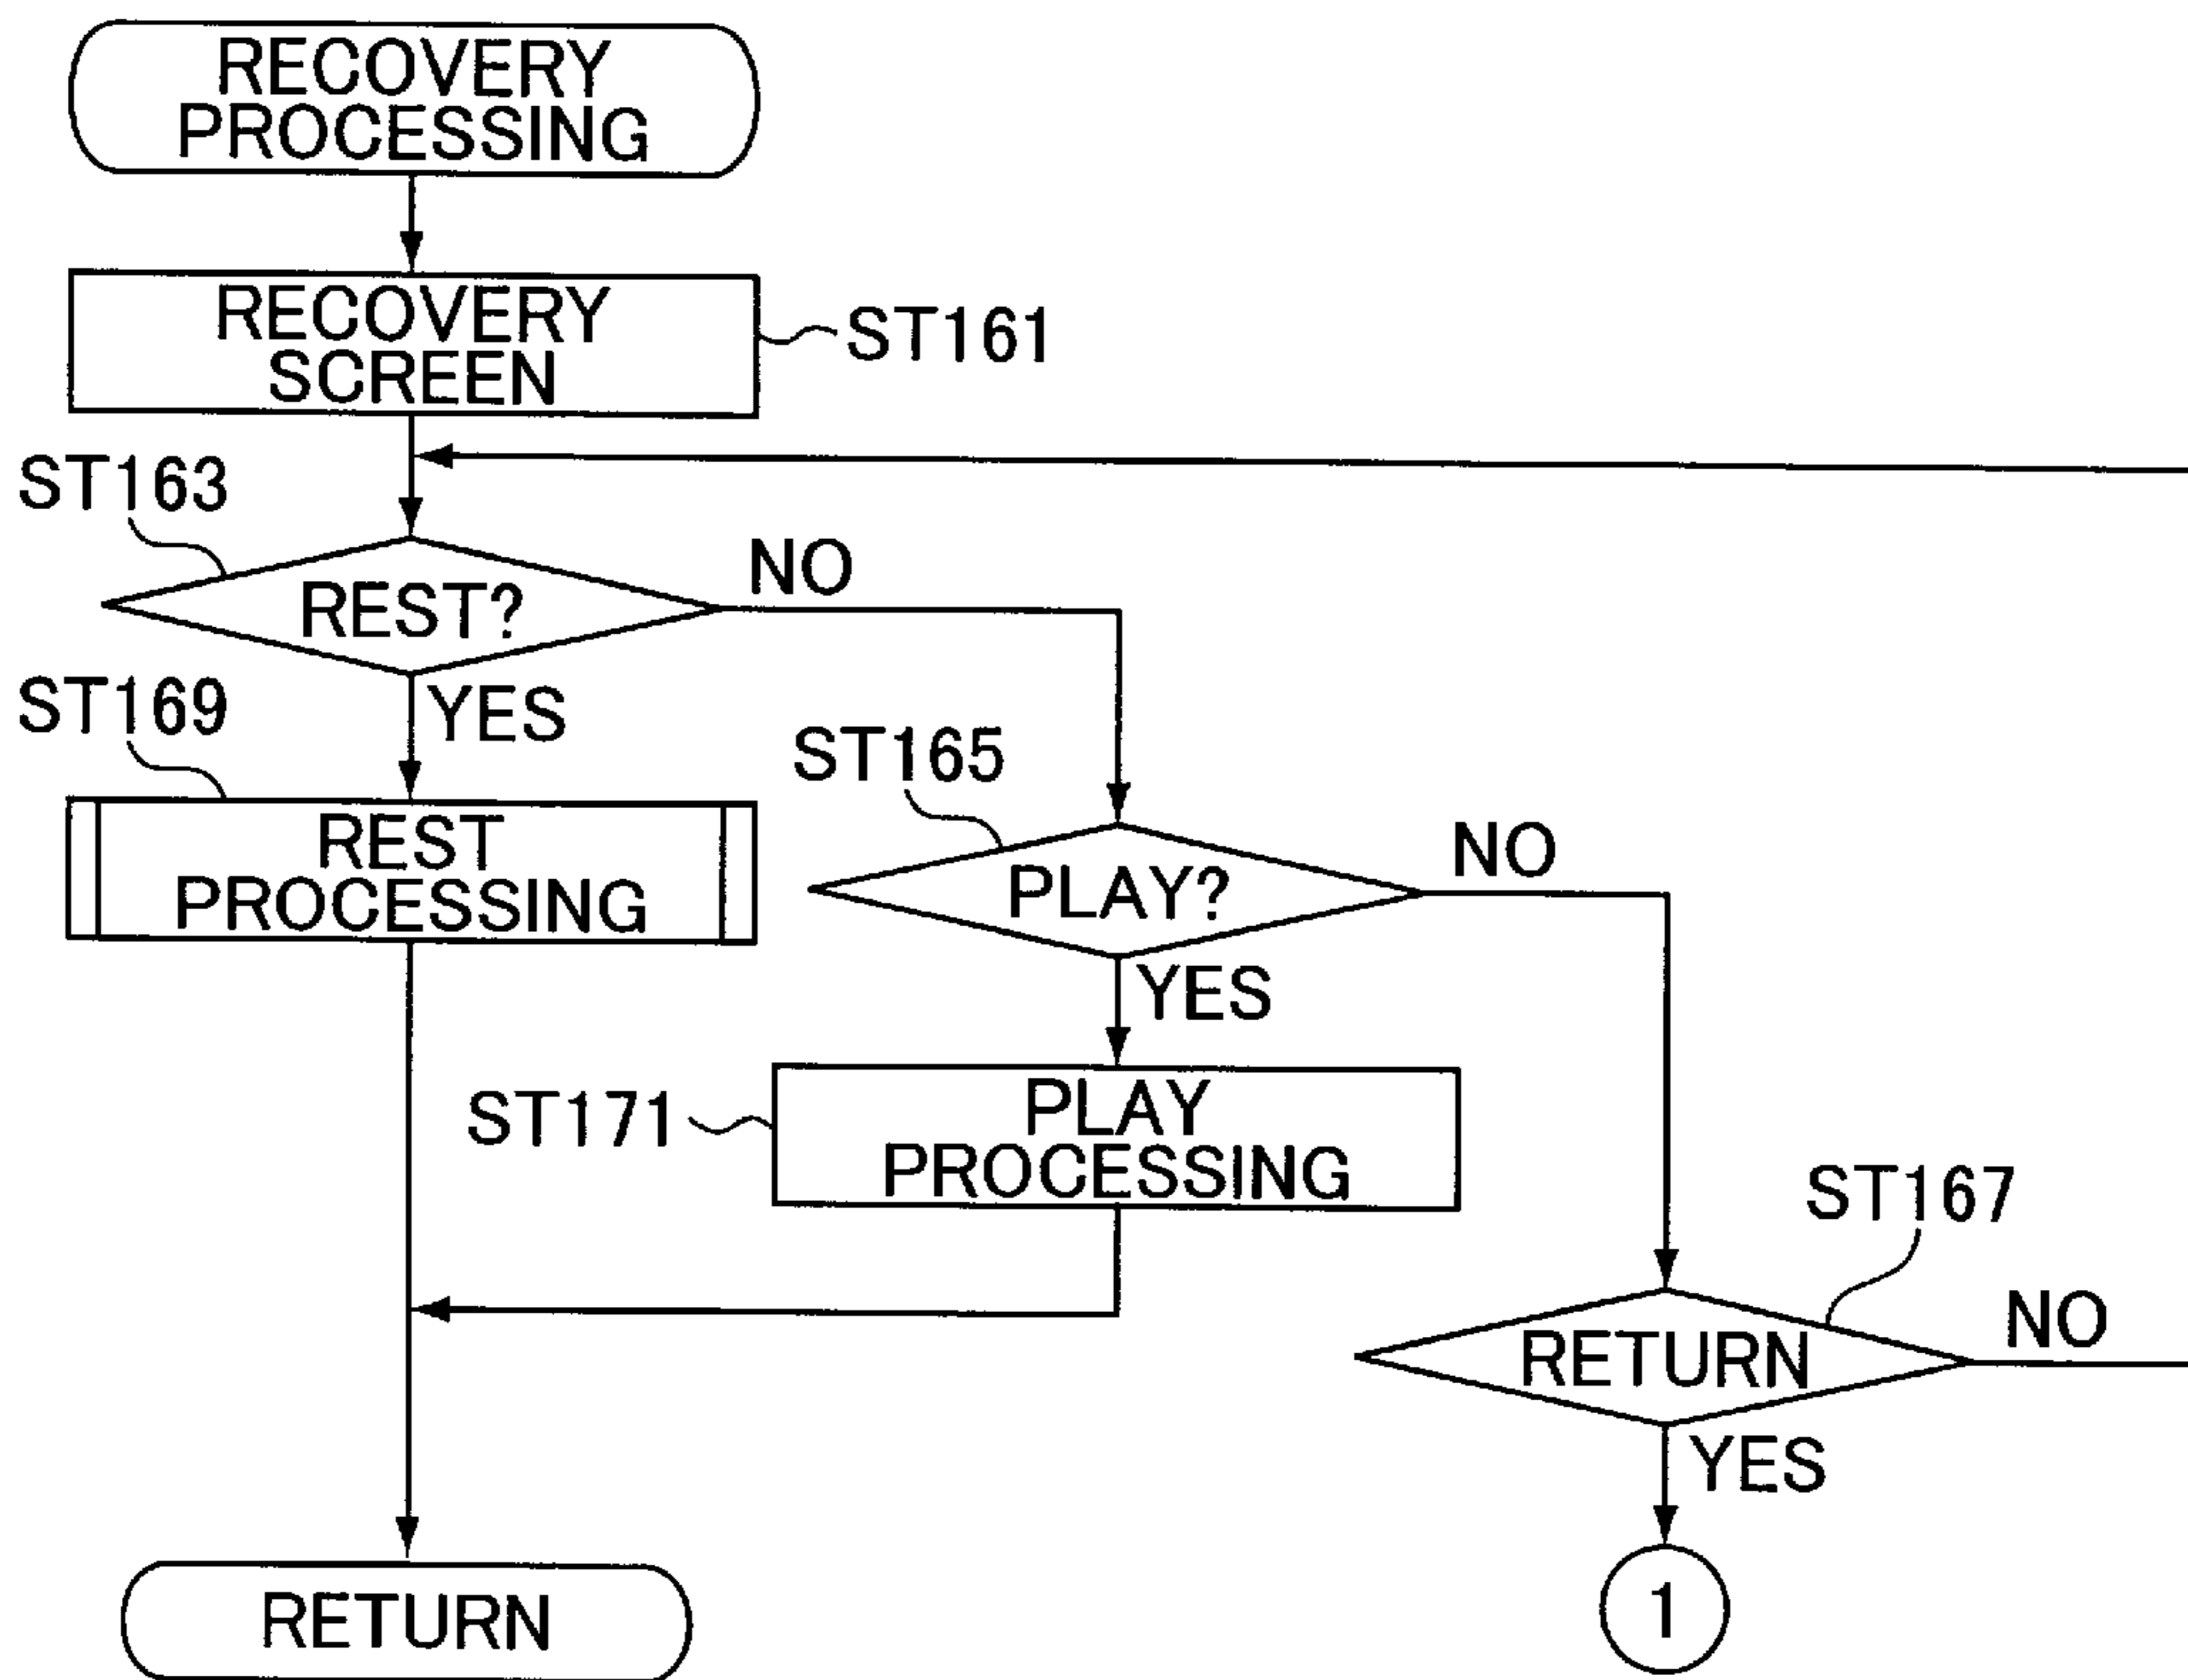 RECOVERY
PROCESSING
RECOVERY
SCREEN
ST161
ST163
REST?
NO
YES
ST169
REST
PROCESSING
ST165
PLAY?
NO
YES
ST171
PLAY
PROCESSING
ST167
RETURN
NO
YES
RETURN
1